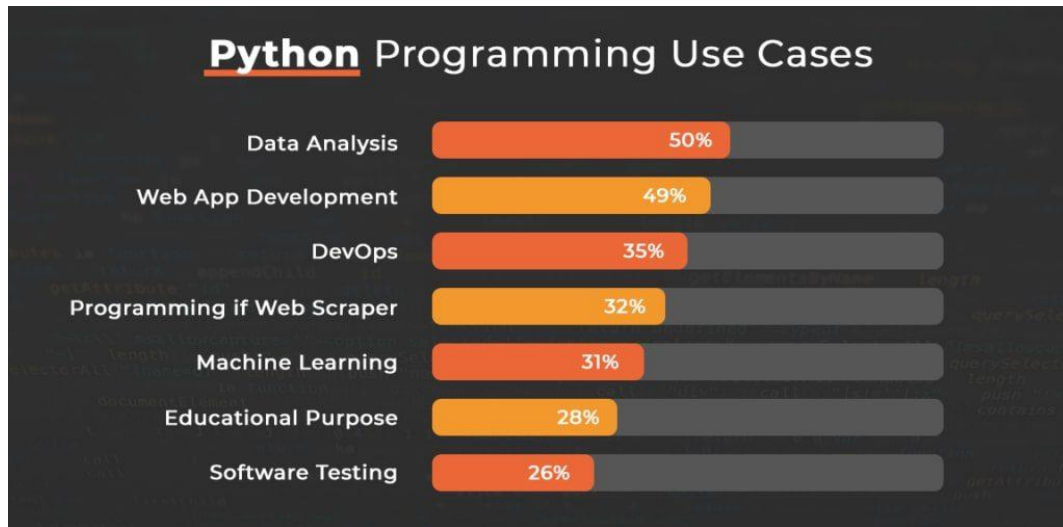 Python Programming Use Cases
Data Analysis 50%
Web App Development 49%
DevOps 35%
Programming if Web Scraper 32%
Machine Learning 31%
Educational Purpose 28%
Software Testing 26%